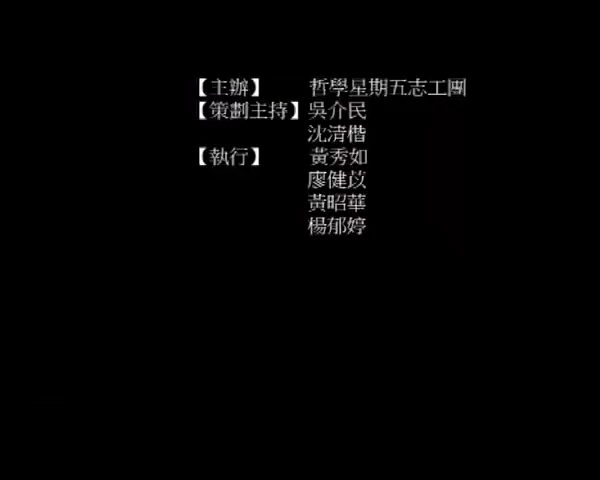 【主辦】 哲學星期五志工團
【策劃主持】吳介民
沈清楷
【執行】 黃秀如
廖健苡
黃昭華
楊郁婷